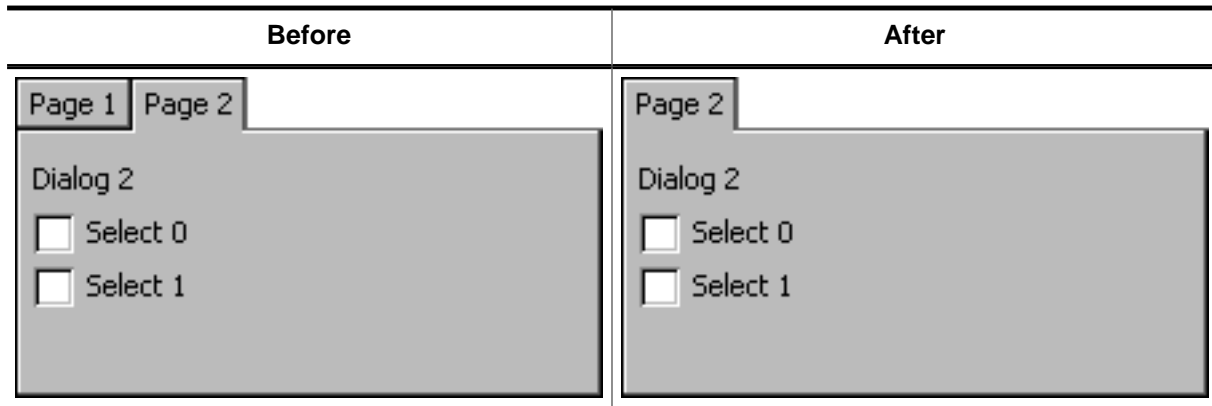 Before After
Page 1 Page 2
Dialog 2
Select 0
Select 1
Page 2
Dialog 2
Select 0
Select 1